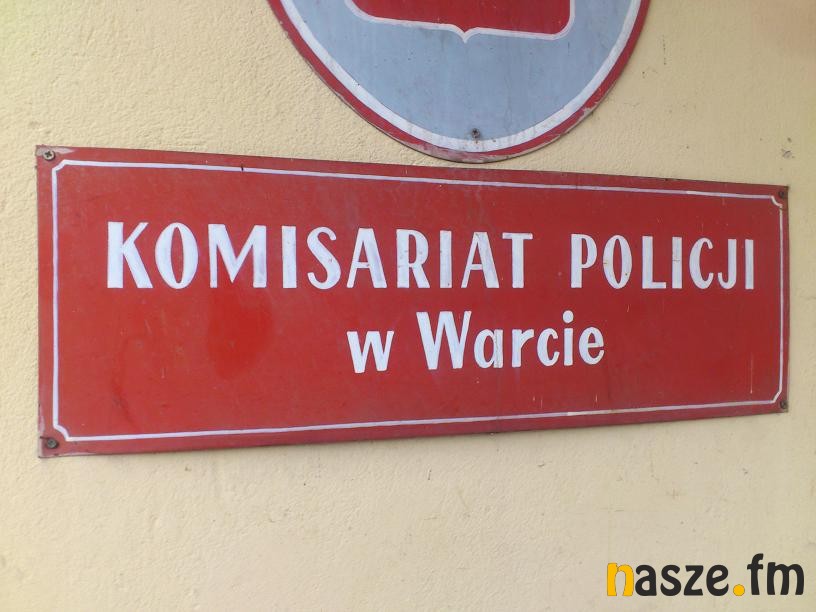 KOMISARIAT POLICJI
w Warcie
nasze.fm